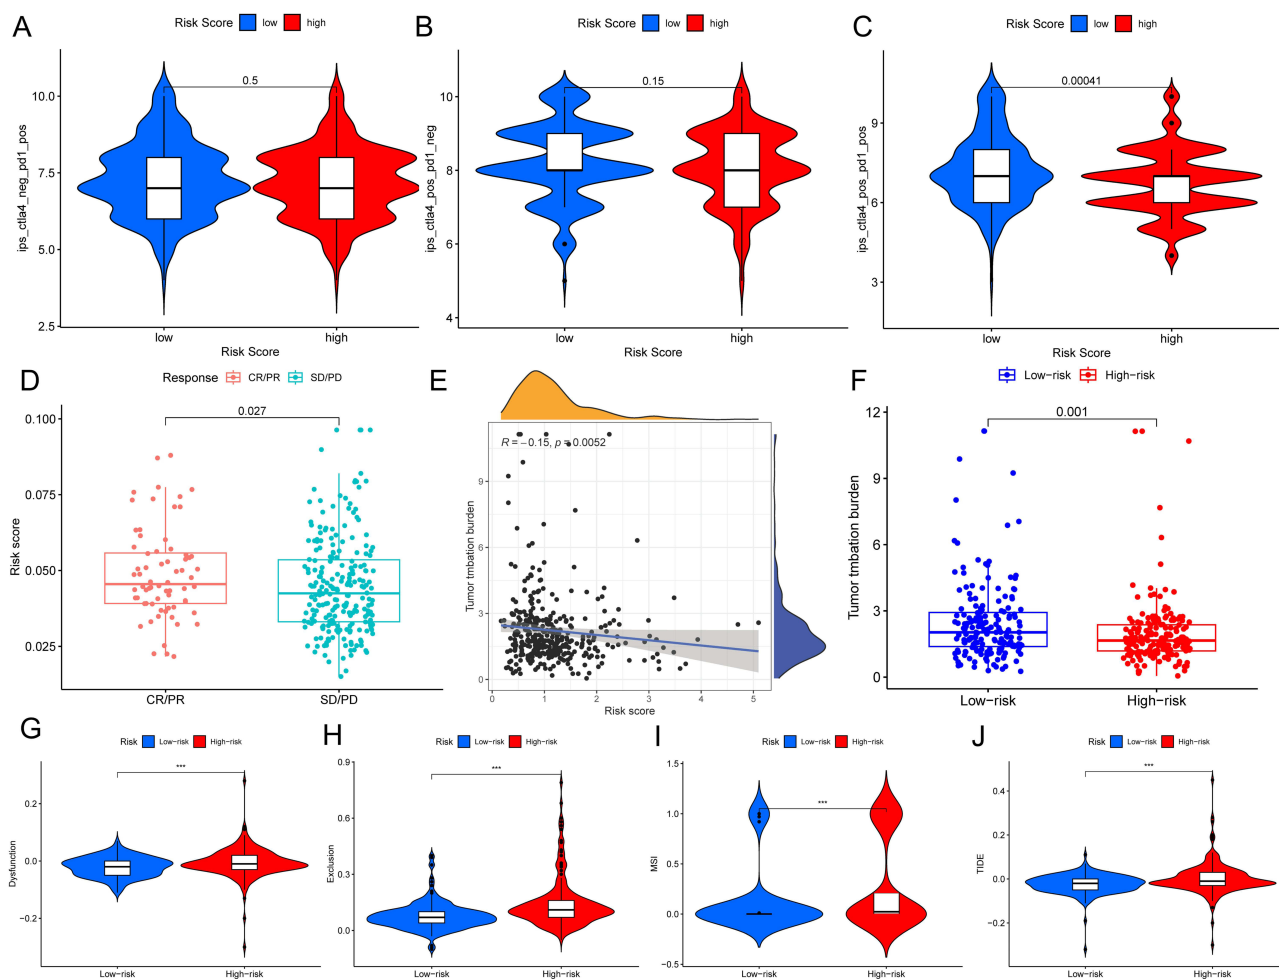 A
Risk Score low high
ips_ctla4_neg_pd1_pos
10.0
7.5
5.0
2.5
0.5
low high
Risk Score
B
Risk Score low high
ips_ctla4_pos_pd1_neg
10
8
6
4
0.15
low high
Risk Score
C
Risk Score low high
ips_ctla4_pos_pd1_pos
9
6
3
0.00041
low high
Risk Score
D
Response CR/PR SD/PD
Risk score
0.100
0.075
0.050
0.025
0.027
CR/PR SD/PD
E
R = −0.15, p = 0.0052
Tumor tmbation burden
9
6
3
0
0 1 2 3 4 5
Risk score
F
Low−risk High−risk
Tumor tmbation burden
12
9
6
3
0
0.001
Low−risk High−risk
G
Risk Low−risk High−risk
Dysfunction
0.2
0.0
−0.2
***
Low−risk High−risk
H
Risk Low−risk High−risk
Exclusion
0.9
0.6
0.3
0.0
***
Low−risk High−risk
I
Risk Low−risk High−risk
MSI
1.5
1.0
0.5
0.0
−0.5
***
Low−risk High−risk
J
Risk Low−risk High−risk
TIDE
0.4
0.2
0.0
−0.2
***
Low−risk High−risk